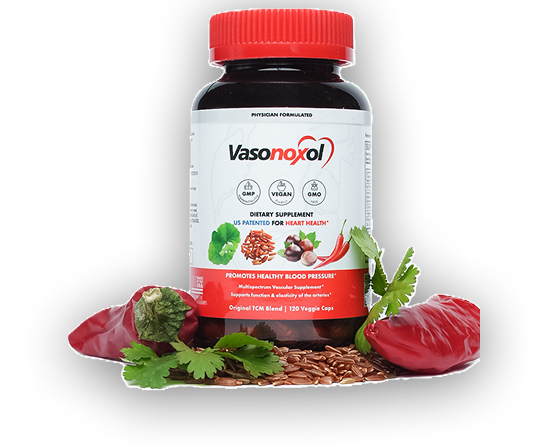 PHYSICIAN FORMULATED
Vasonoxol
GMP
VEGAN
GMO
DIETARY SUPPLEMENT
US PATENTED FOR HEART HEALTH*
PROMOTES HEALTHY BLOOD PRESSURE*
Multispectrum Vascular Supplement*
Supports function & elasticity of the arteries*
Original TCM Blend | 120 Veggie Caps